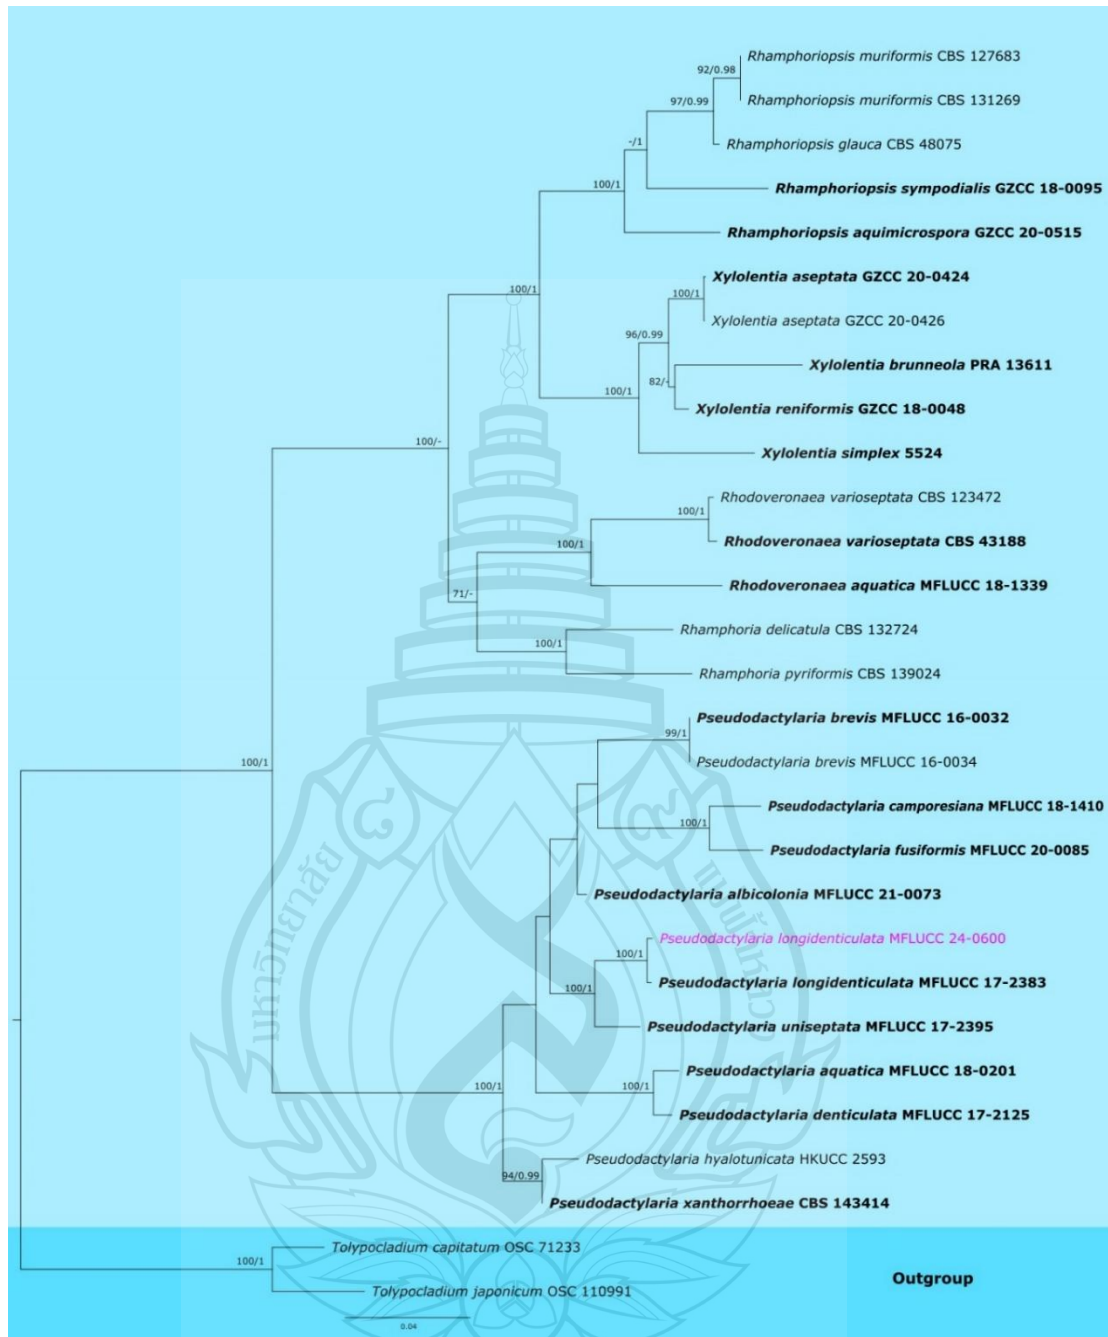 Rhamphoriopsis muriformis CBS 127683
92/0.98
Rhamphoriopsis muriformis CBS 131269
97/0.99
Rhamphoriopsis glauca CBS 48075
-/1
Rhamphoriopsis sympodialis GZCC 18-0095
100/1
Rhamphoriopsis aquimicrospora GZCC 20-0515
Xylolentia aseptata GZCC 20-0424
100/1
100/1
Xylolentia aseptata GZCC 20-0426
96/0.99
Xylolentia brunneola PRA 13611
82/-
100/1
Xylolentia reniformis GZCC 18-0048
100/-
Xylolentia simplex 5524
Rhodoveronaea varioseptata CBS 123472
100/1
Rhodoveronaea varioseptata CBS 43188
100/1
Rhodoveronaea aquatica MFLUCC 18-1339
71/-
Rhamphoria delicatula CBS 132724
100/1
Rhamphoria pyriformis CBS 139024
Pseudodactylaria brevis MFLUCC 16-0032
99/1
Pseudodactylaria brevis MFLUCC 16-0034
100/1
Pseudodactylaria camporesiana MFLUCC 18-1410
100/1
Pseudodactylaria fusiformis MFLUCC 20-0085
Pseudodactylaria albicolonia MFLUCC 21-0073
Pseudodactylaria longidenticulata MFLUCC 24-0600
100/1
Pseudodactylaria longidenticulata MFLUCC 17-2383
100/1
Pseudodactylaria uniseptata MFLUCC 17-2395
Pseudodactylaria aquatica MFLUCC 18-0201
100/1
100/1
Pseudodactylaria denticulata MFLUCC 17-2125
Pseudodactylaria hyalotunicata HKUCC 2593
94/0.99
Pseudodactylaria xanthorrhoeae CBS 143414
Tolypocladium capitatum OSC 71233
100/1
Outgroup
Tolypocladium japonicum OSC 110991
0.04